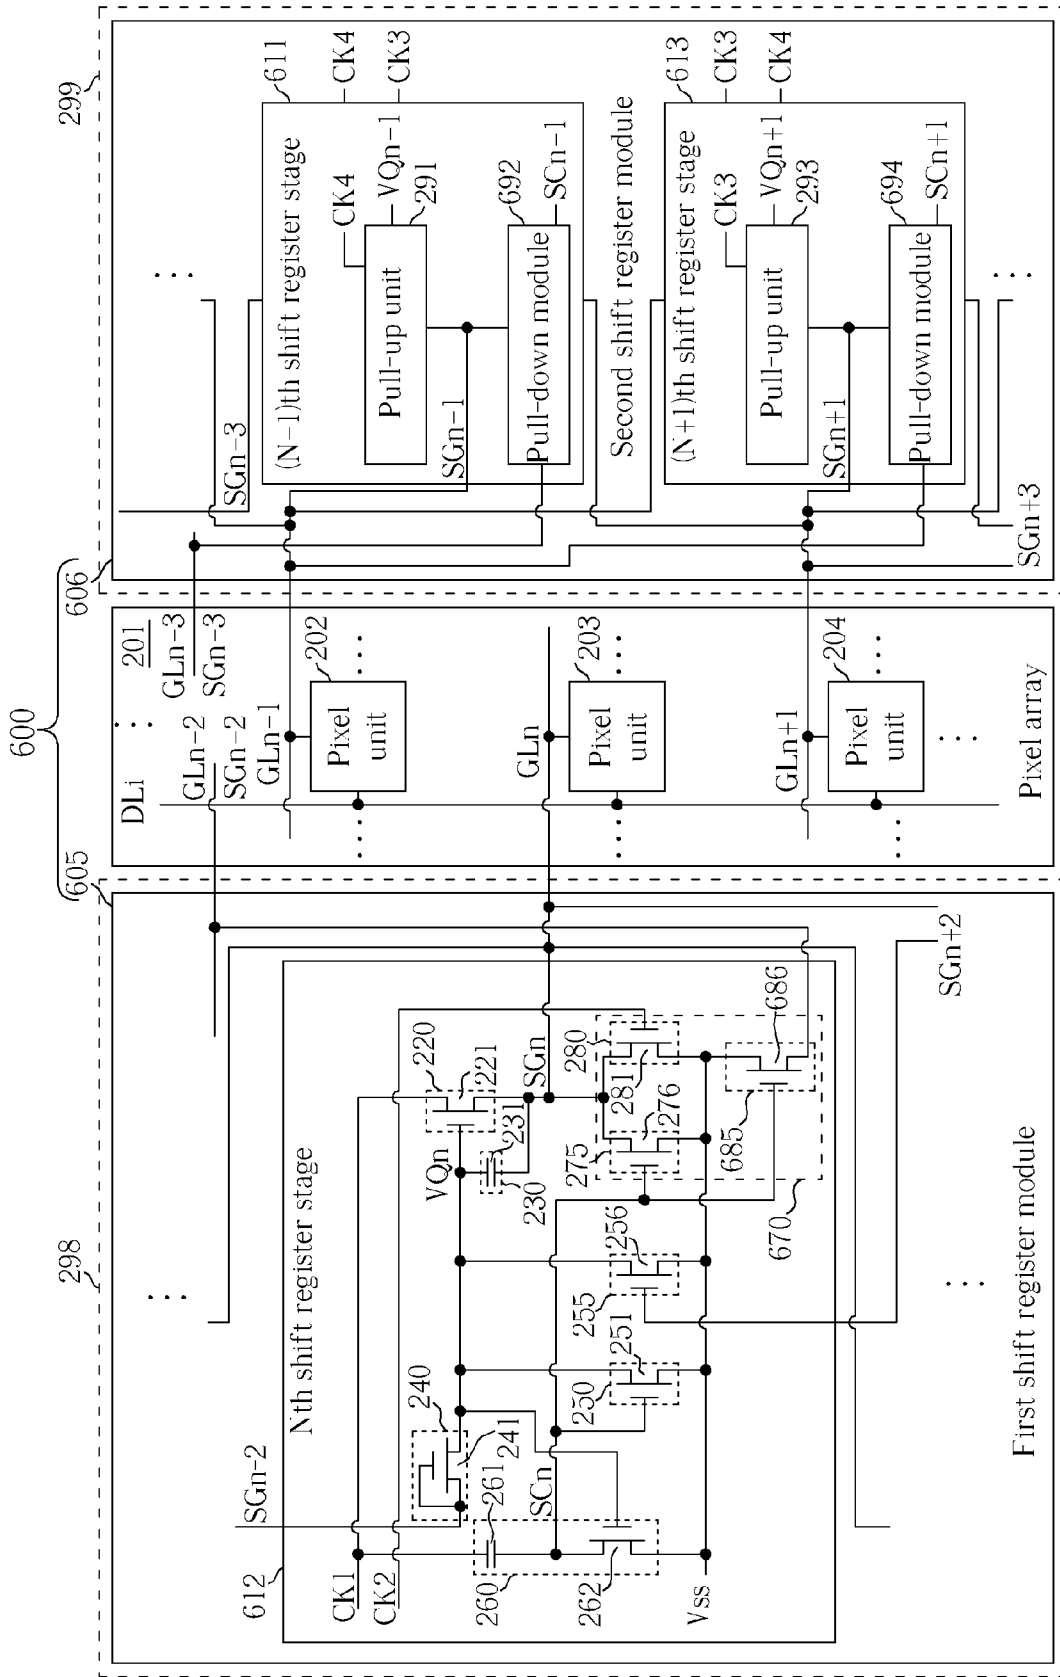 600
299
606
611
CK4
CK3
(N−1)th shift register stage
CK4
VQn−1
291
Pull-up unit
SGn−1
692
SCn−1
Pull-down module
SGn−3
Second shift register module
613
CK3
CK4
(N+1)th shift register stage
CK3
VQn+1
293
Pull-up unit
SGn+1
694
SCn+1
Pull-down module
SGn+3
201
GLn−3
SGn−3
DLi
GLn−2
SGn−2
GLn−1
202
Pixel
unit
GLn
203
Pixel
unit
GLn+1
204
Pixel
unit
Pixel array
605
298
612
Nth shift register stage
SGn−2
CK1
CK2
240
241
VQn
220
221
SGn
230
231
260
261
262
SCn
250
251
255
256
275
276
280
281
670
685
686
Vss
SGn+2
First shift register module